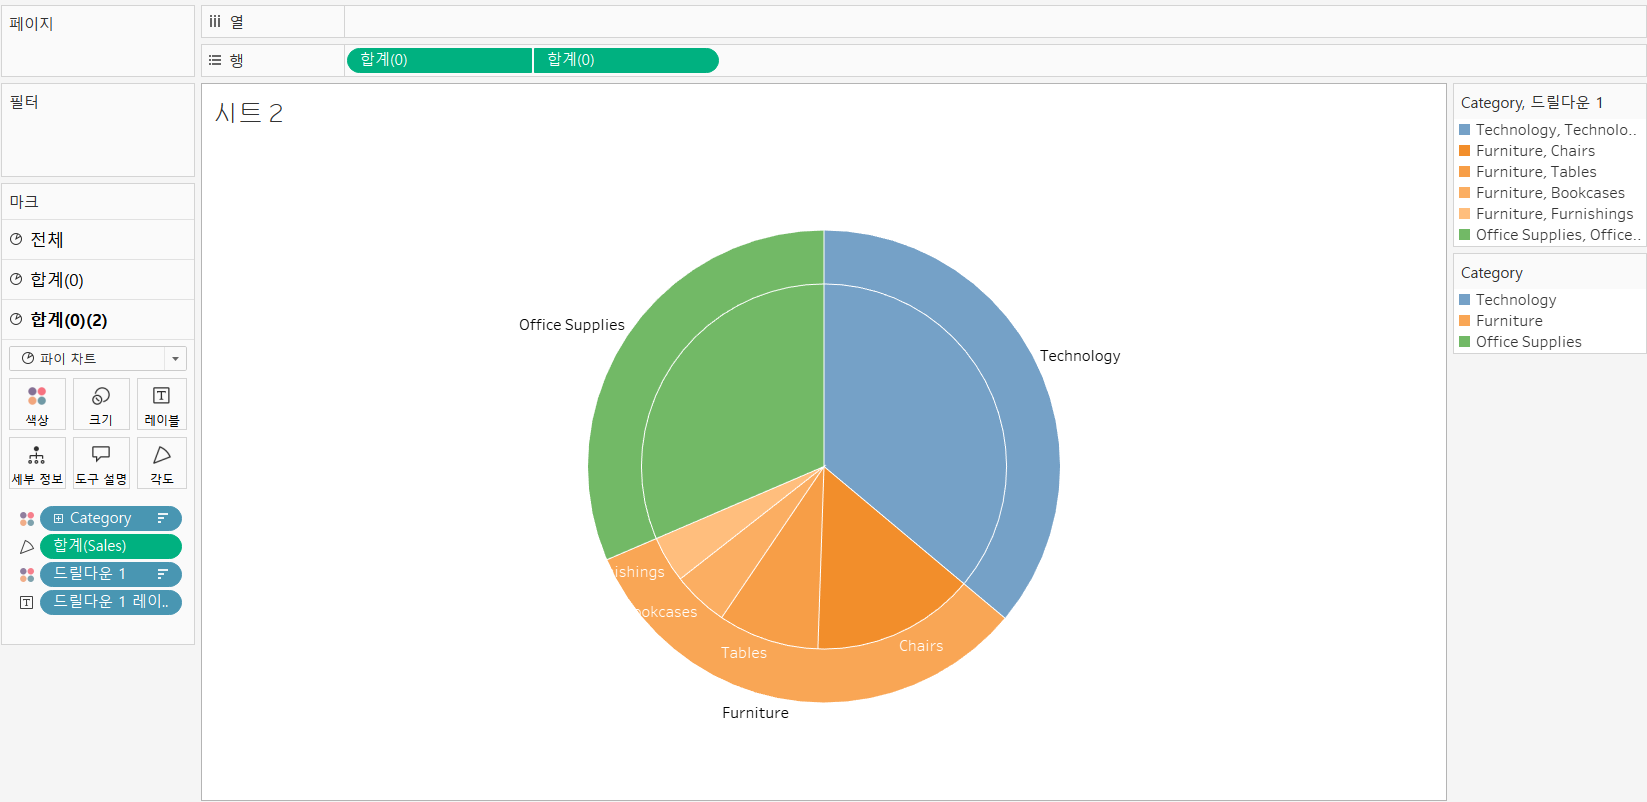 페이지
iii 열
행
합계(0)
합계(0)
필터
시트 2
마크
전체
합계(0)
합계(0)(2)
파이 차트
색상
크기
레이블
세부 정보
도구 설명
각도
Category
합계(Sales)
드릴다운 1
드릴다운 1 레이..
Office Supplies
Technology
ishings
ookcases
Tables
Chairs
Furniture
Category, 드릴다운 1
Technology, Technolo..
Furniture, Chairs
Furniture, Tables
Furniture, Bookcases
Furniture, Furnishings
Office Supplies, Office..
Category
Technology
Furniture
Office Supplies